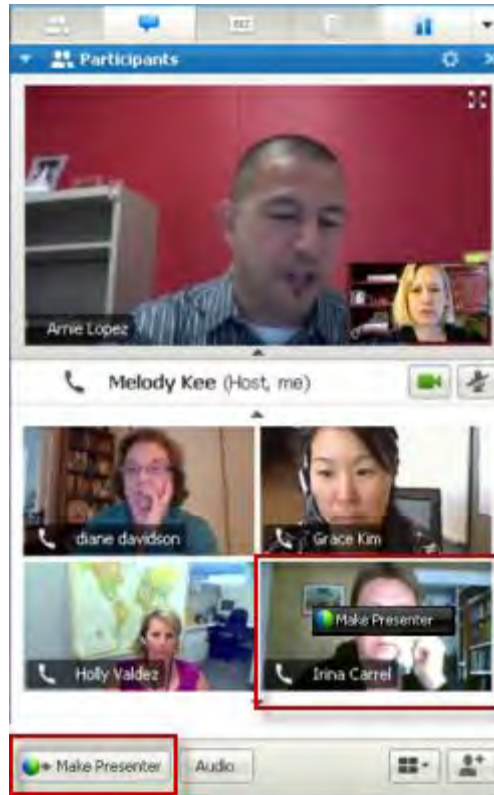 Participants
Arnie Lopez
Melody Kee (Host, me)
diane davidson
Grace Kim
Make Presenter
Holly Valdez
Irina Carrel
Make Presenter
Audio